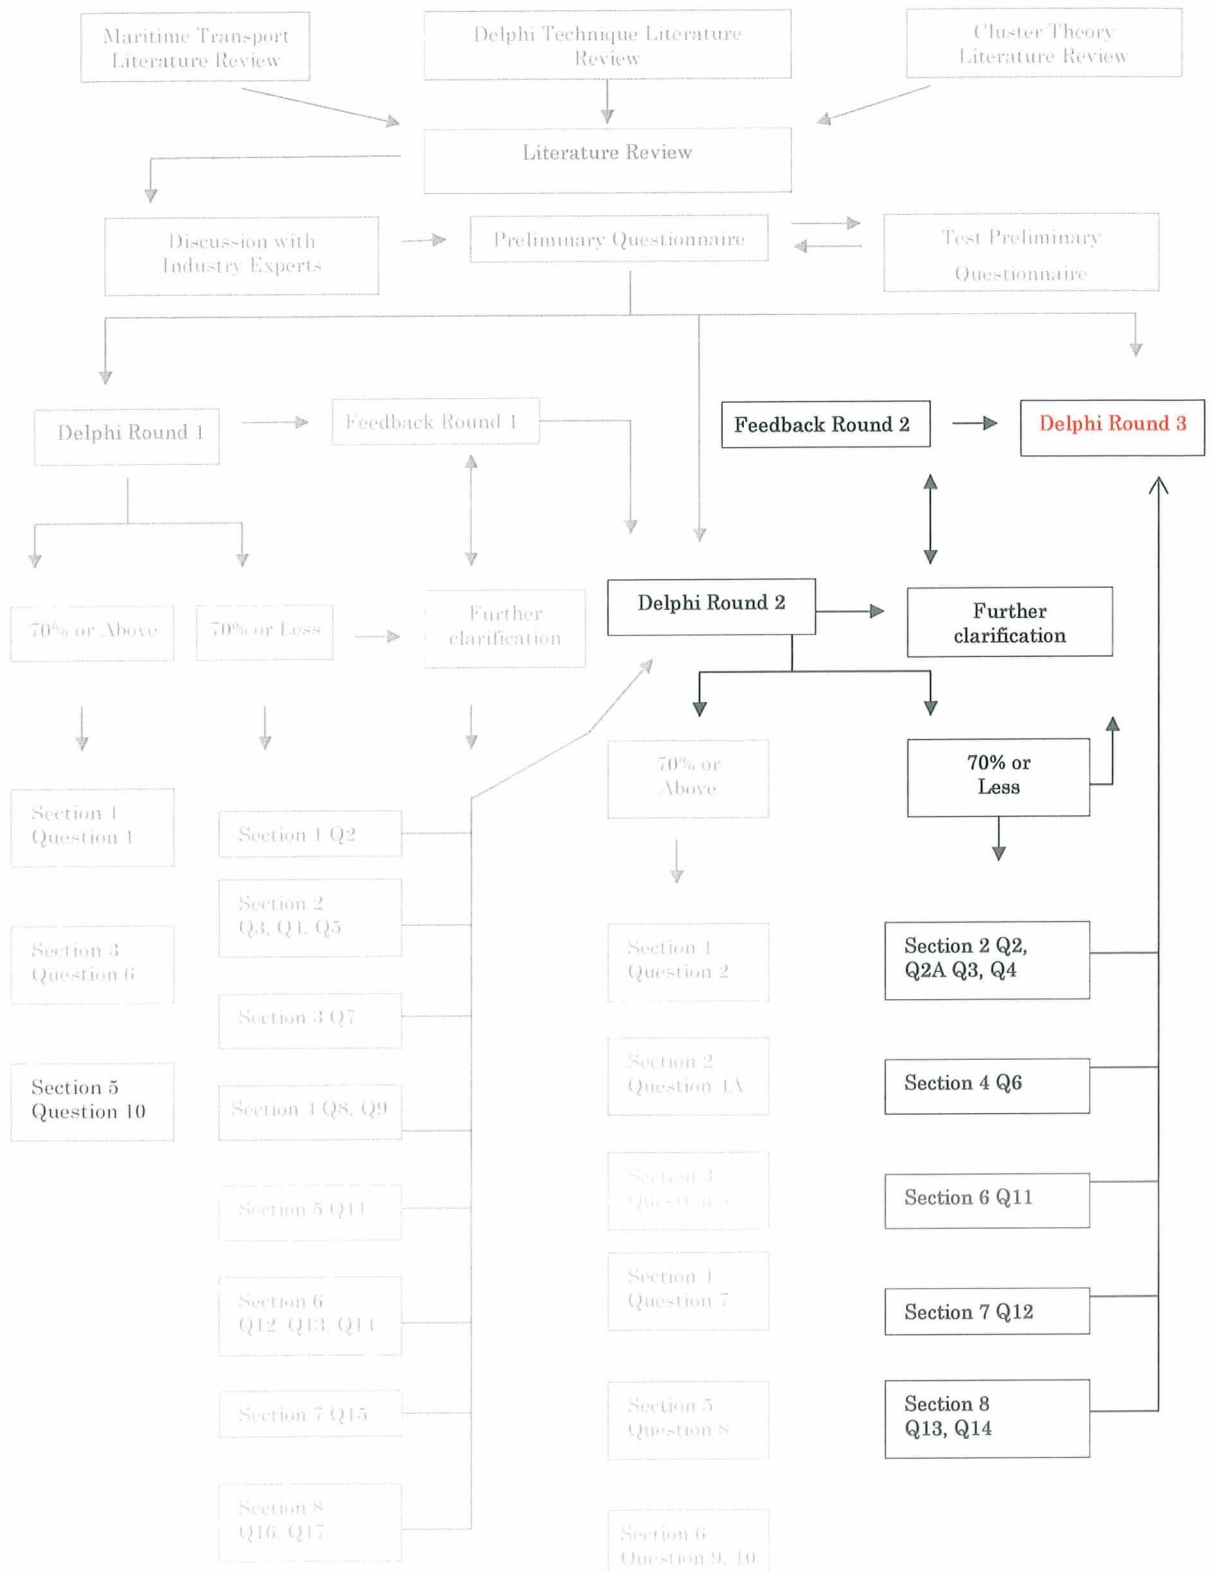 Maritime Transport
Literature Review
Delphi Technique Literature
Review
Cluster Theory
Literature Review
Literature Review
Discussion with
Industry Experts
Preliminary Questionnaire
Test Preliminary
Questionnaire
Delphi Round 1
Feedback Round 1
Feedback Round 2
Delphi Round 3
70% or Above
70% or Less
Further
clarification
Delphi Round 2
Further
clarification
70% or
Above
70% or
Less
Section 1
Question 1
Section 3
Question 6
Section 5
Question 10
Section 1 Q2
Section 2
Q3, Q4, Q5
Section 3 Q7
Section 4 Q8, Q9
Section 5 Q11
Section 6
Q12, Q13, Q14
Section 7 Q15
Section 8
Q16, Q17
Section 1
Question 2
Section 2
Question 4A
Section 3
Question 5
Section 4
Question 7
Section 5
Question 8
Section 6
Question 9, 10
Section 2 Q2,
Q2A Q3, Q4
Section 4 Q6
Section 6 Q11
Section 7 Q12
Section 8
Q13, Q14